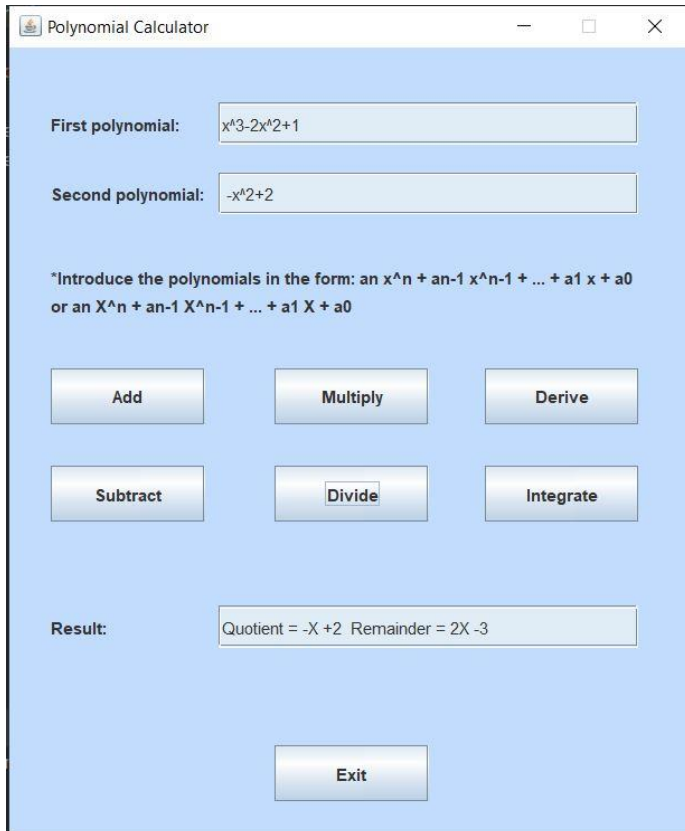 Polynomial Calculator
First polynomial: x^3-2x^2+1
Second polynomial: -x^2+2
*Introduce the polynomials in the form: an x^n + an-1 x^n-1 + ... + a1 x + a0
or an X^n + an-1 X^n-1 + ... + a1 X + a0
Add Multiply Derive
Subtract Divide Integrate
Result: Quotient = -X +2 Remainder = 2X -3
Exit